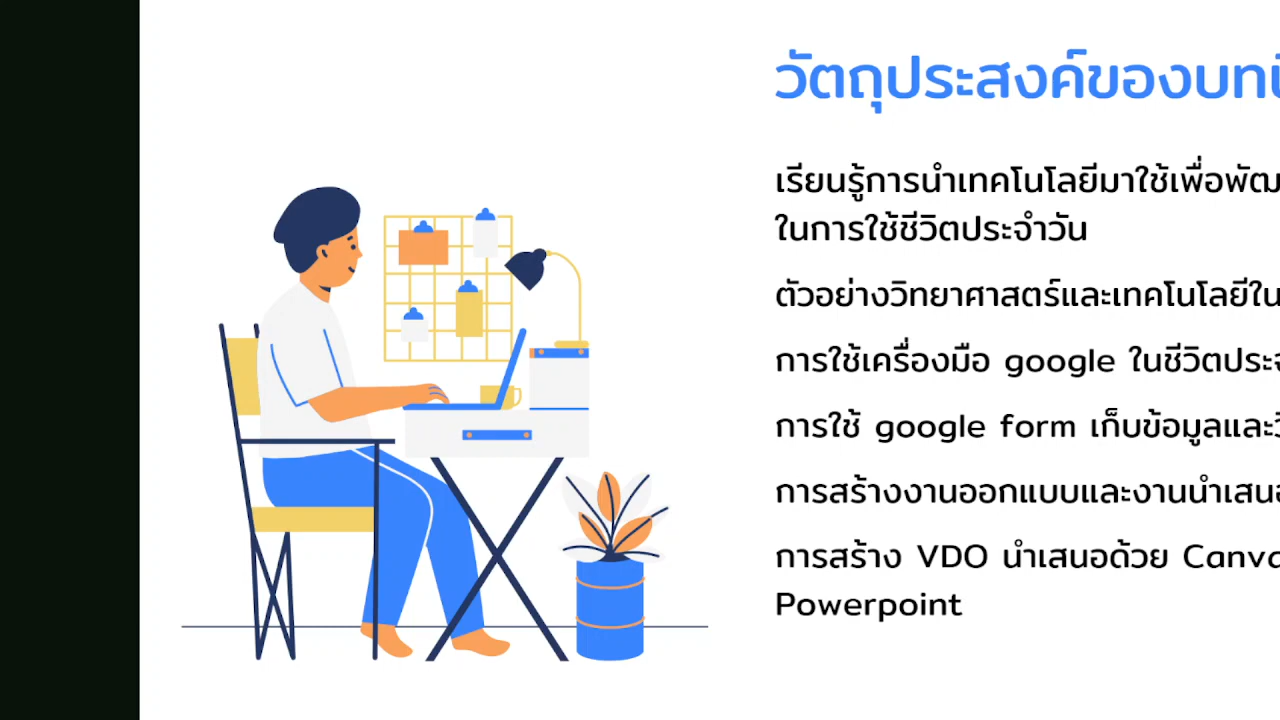 วัตถุประสงค์ของบทนี
เรียนรู้การนำเทคโนโลยีมาใช้เพื่อพัฒ
ในการใช้ชีวิตประจำวัน
ตัวอย่างวิทยาศาสตร์และเทคโนโลยีใน
การใช้เครื่องมือ google ในชีวิตประจ
การใช้ google form เก็บข้อมูลและวิ
การสร้างงานออกแบบและงานนำเสนอ
การสร้าง VDO นำเสนอด้วย Canva
Powerpoint